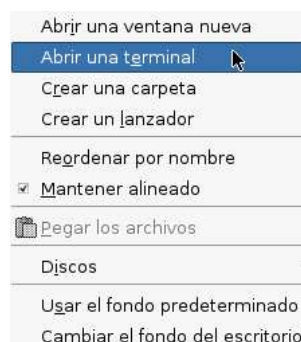 Abrir una ventana nueva
Abrir una terminal
Crear una carpeta
Crear un lanzador
Reordenar por nombre
Mantener alineado
Pegar los archivos
Discos
Usar el fondo predeterminado
Cambiar el fondo del escritorio